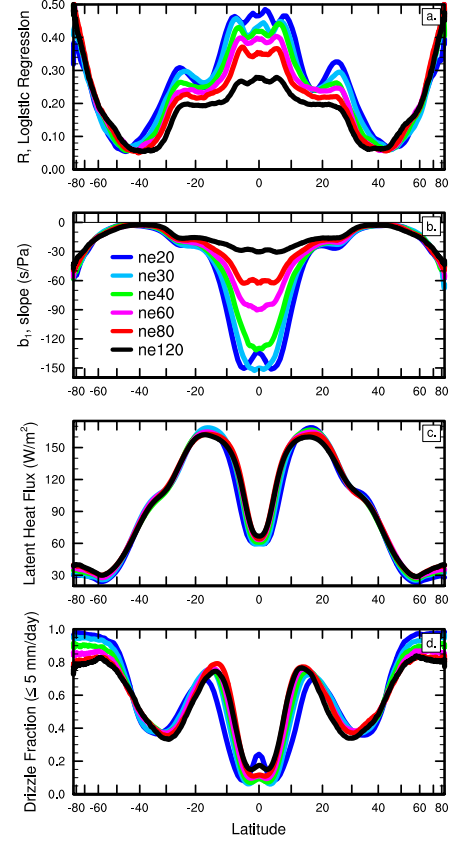 a.
R, Logistic Regression
0.50
0.40
0.30
0.20
0.10
0.00
-80 -60 -40 -20 0 20 40 60 80
b.
b1, slope (s/Pa)
0
-30
-60
-90
-120
-150
ne20
ne30
ne40
ne60
ne80
ne120
-80 -60 -40 -20 0 20 40 60 80
c.
Latent Heat Flux (W/m²)
150
120
90
60
30
-80 -60 -40 -20 0 20 40 60 80
d.
Drizzle Fraction (≤ 5 mm/day)
1.0
0.8
0.6
0.4
0.2
0.0
-80 -60 -40 -20 0 20 40 60 80
Latitude